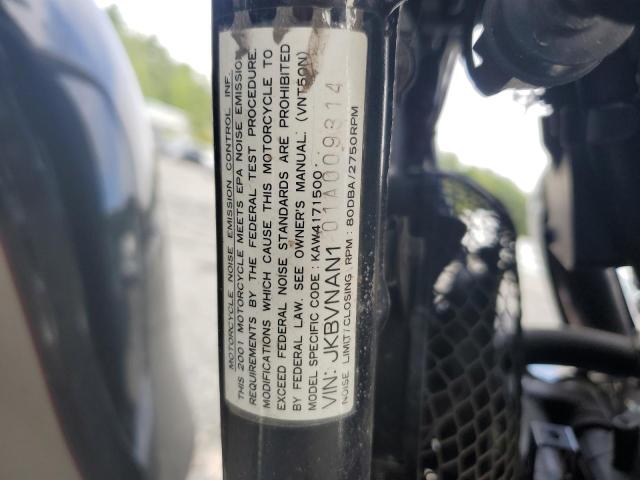 MOTORCYCLE NOISE EMISSION CONTROL INF.
THIS 2001 MOTORCYCLE MEETS EPA NOISE EMISSION
REQUIREMENTS BY THE FEDERAL TEST PROCEDURE.
MODIFICATIONS WHICH CAUSE THIS MOTORCYCLE TO
EXCEED FEDERAL NOISE STANDARDS ARE PROHIBITED
BY FEDERAL LAW. SEE OWNER'S MANUAL. (VNT50N)
MODEL SPECIFIC CODE: KAW4171500
VIN: JKBVNAN101A009814
NOISE LIMIT/CLOSING RPM: 80DBA/2750RPM